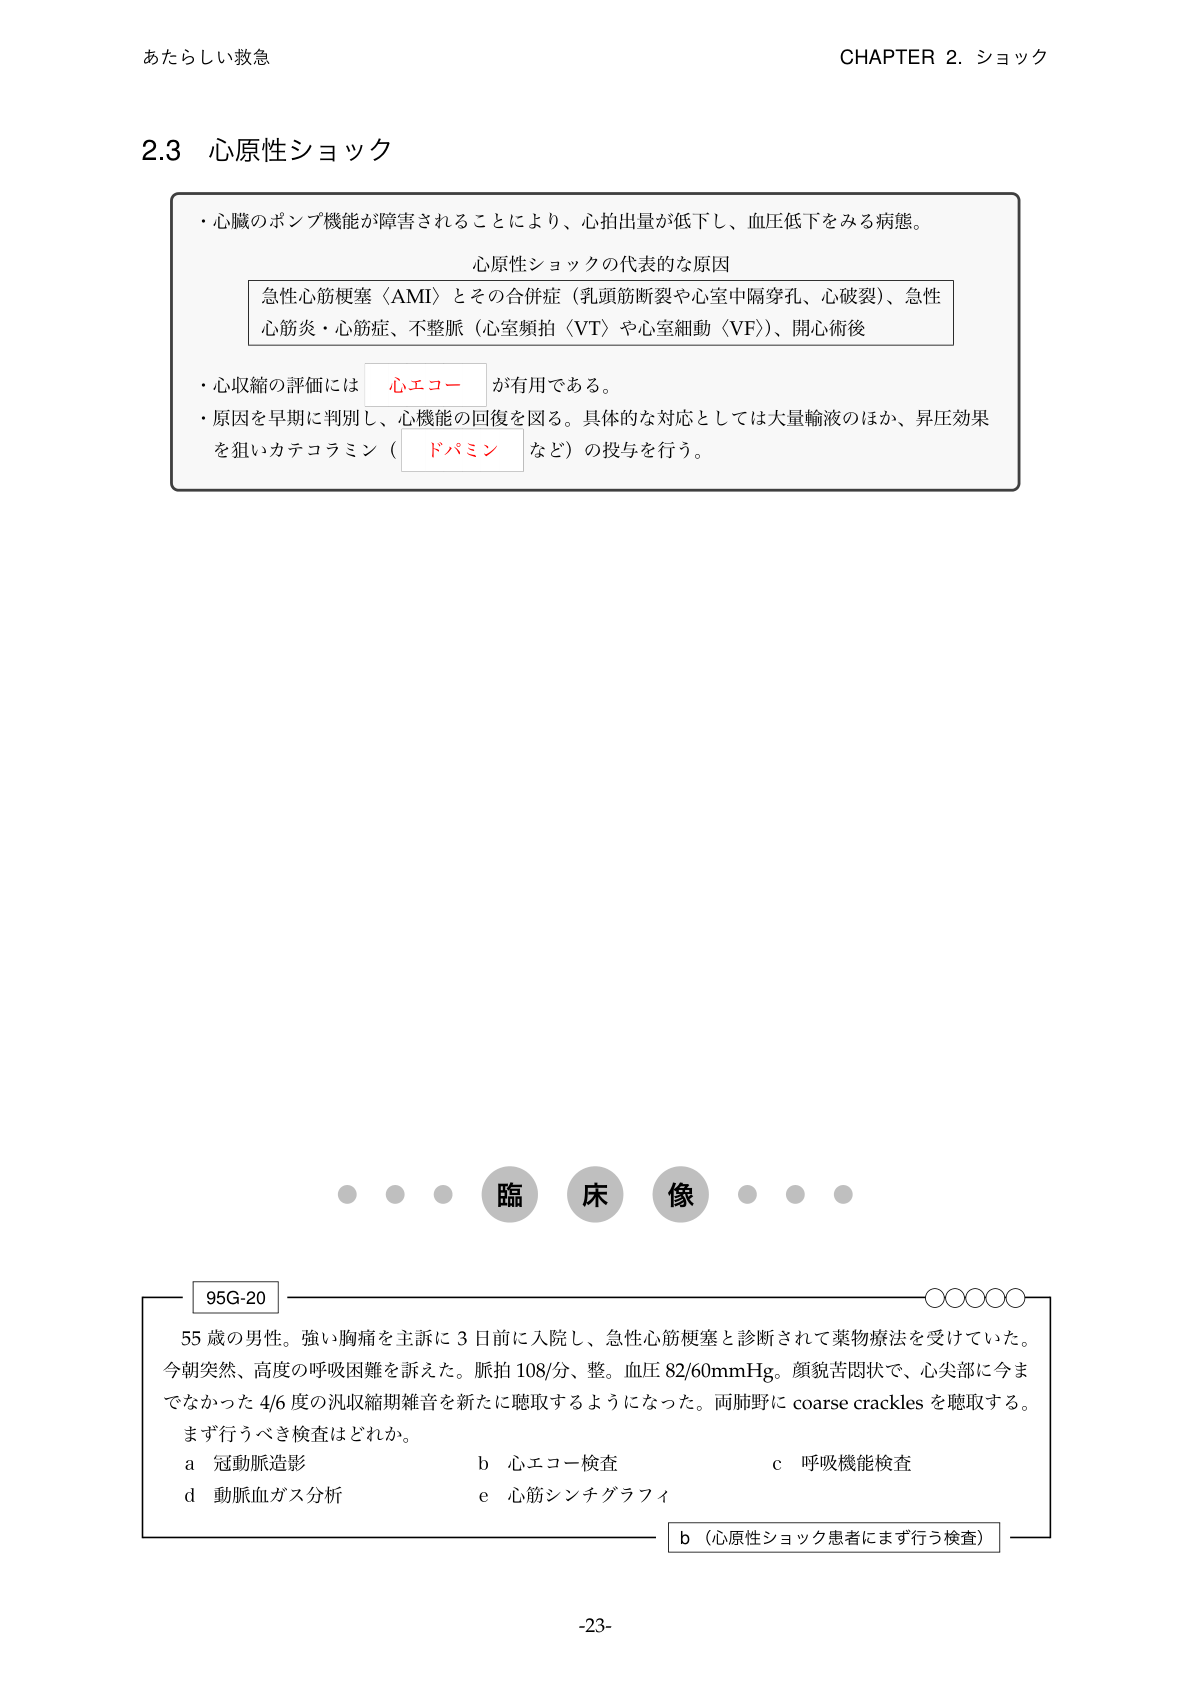 あたらしい救急
CHAPTER 2. ショック
2.3 心原性ショック
・心臓のポンプ機能が障害されることにより、心拍出量が低下し、血圧低下をみる病態。
心原性ショックの代表的な原因
急性心筋梗塞〈AMI〉とその合併症（乳頭筋断裂や心室中隔穿孔、心破裂）、急性
心筋炎・心筋症、不整脈（心室頻拍〈VT〉や心室細動〈VF〉）、開心術後
・心収縮の評価には 心エコー が有用である。
・原因を早期に判別し、心機能の回復を図る。具体的な対応としては大量輸液のほか、昇圧効果
を狙いカテコラミン（ ドパミン など）の投与を行う。
臨床像
95G-20
55 歳の男性。強い胸痛を主訴に 3 日前に入院し、急性心筋梗塞と診断されて薬物療法を受けていた。
今朝突然、高度の呼吸困難を訴えた。脈拍 108/分、整。血圧 82/60mmHg。顔貌苦悶状で、心尖部に今ま
でなかった 4/6 度の汎収縮期雑音を新たに聴取するようになった。両肺野に coarse crackles を聴取する。
まず行うべき検査はどれか。
a 冠動脈造影 b 心エコー検査 c 呼吸機能検査
d 動脈血ガス分析 e 心筋シンチグラフィ
b （心原性ショック患者にまず行う検査）
-23-